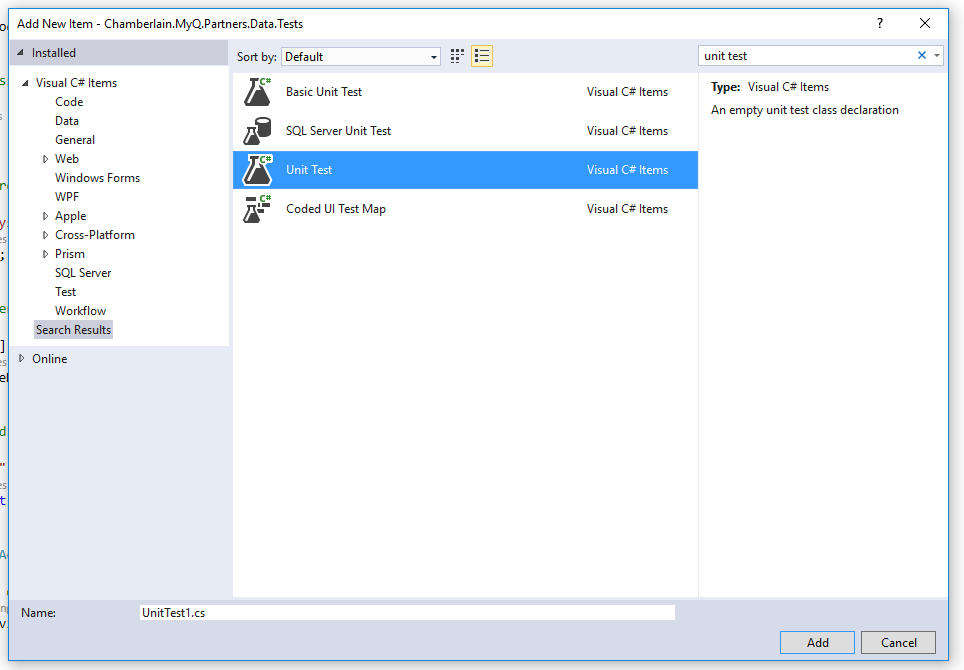 Add New Item - Chamberlain.MyQ.Partners.Data.Tests
?
Installed
Sort by: Default
unit test
Visual C# Items
Code
Data
General
Web
Windows Forms
WPF
Apple
Cross-Platform
Prism
SQL Server
Test
Workflow
Search Results
Online
Basic Unit Test Visual C# Items
SQL Server Unit Test Visual C# Items
Unit Test Visual C# Items
Coded UI Test Map Visual C# Items
Type: Visual C# Items
An empty unit test class declaration
Name: UnitTest1.cs
Add Cancel